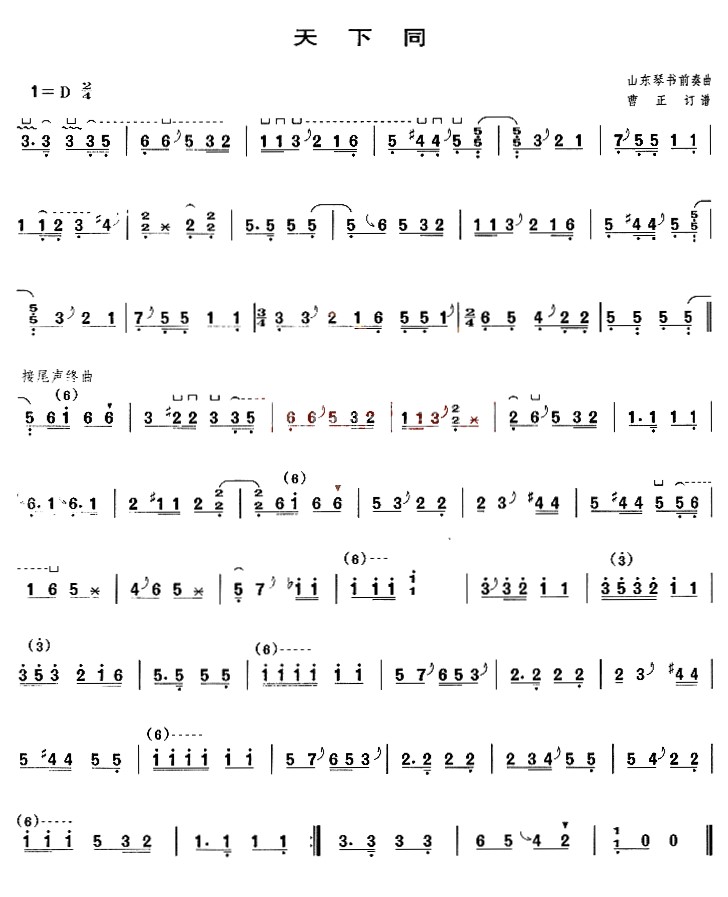 天下同
1=D 2/4
山东琴书前奏曲
曹正订谱
3. 3 3 3 5 | 6 6 5 3 2 | 1 1 3 2 1 6 | 5 #4 4 5 5/5 | 5/5 3 2 1 | 7 5 5 1 1 |
1 1 2 3 #4 | 2/2 * 2 2/2 | 5. 5 5 5 | 5 6 5 3 2 | 1 1 3 2 1 6 | 5 #4 4 5 5/5 |
5/5 3 2 1 | 7 5 5 1 1 | 3/4 3 3 2 1 6 5 5 1 | 2/4 6 5 4 2 2 | 5 5 5 5 ‖
接尾声终曲
(6)
5 6 i 6 6 | 3 #2 2 3 3 5 | 6 6 5 3 2 | 1 1 3 2/2 * | 2 6 5 3 2 | 1. 1 1 1 |
(6)
6. 1 6. 1 | 2 #1 1 2 2/2 | 2/2 6 i 6 6 | 5 3 2 2 | 2 3 #4 4 | 5 #4 4 5 5 6 |
(6) (3)
1 6 5 * | 4 6 5 * | 5 7 b i i | i i i i/1 | 3 3 2 i i | 3 5 3 2 i i |
(3) (6)
3 5 3 2 i 6 | 5. 5 5 5 | i i i i i i | 5 7 6 5 3 | 2. 2 2 2 | 2 3 #4 4 |
(6)
5 #4 4 5 5 | i i i i i i | 5 7 6 5 3 | 2. 2 2 2 | 2 3 4 5 5 | 5 4 2 2 |
(6)
i i i 5 3 2 | 1. 1 1 1 :‖ 3. 3 3 3 | 6 5 4 2 | 1/1 0 0 ‖